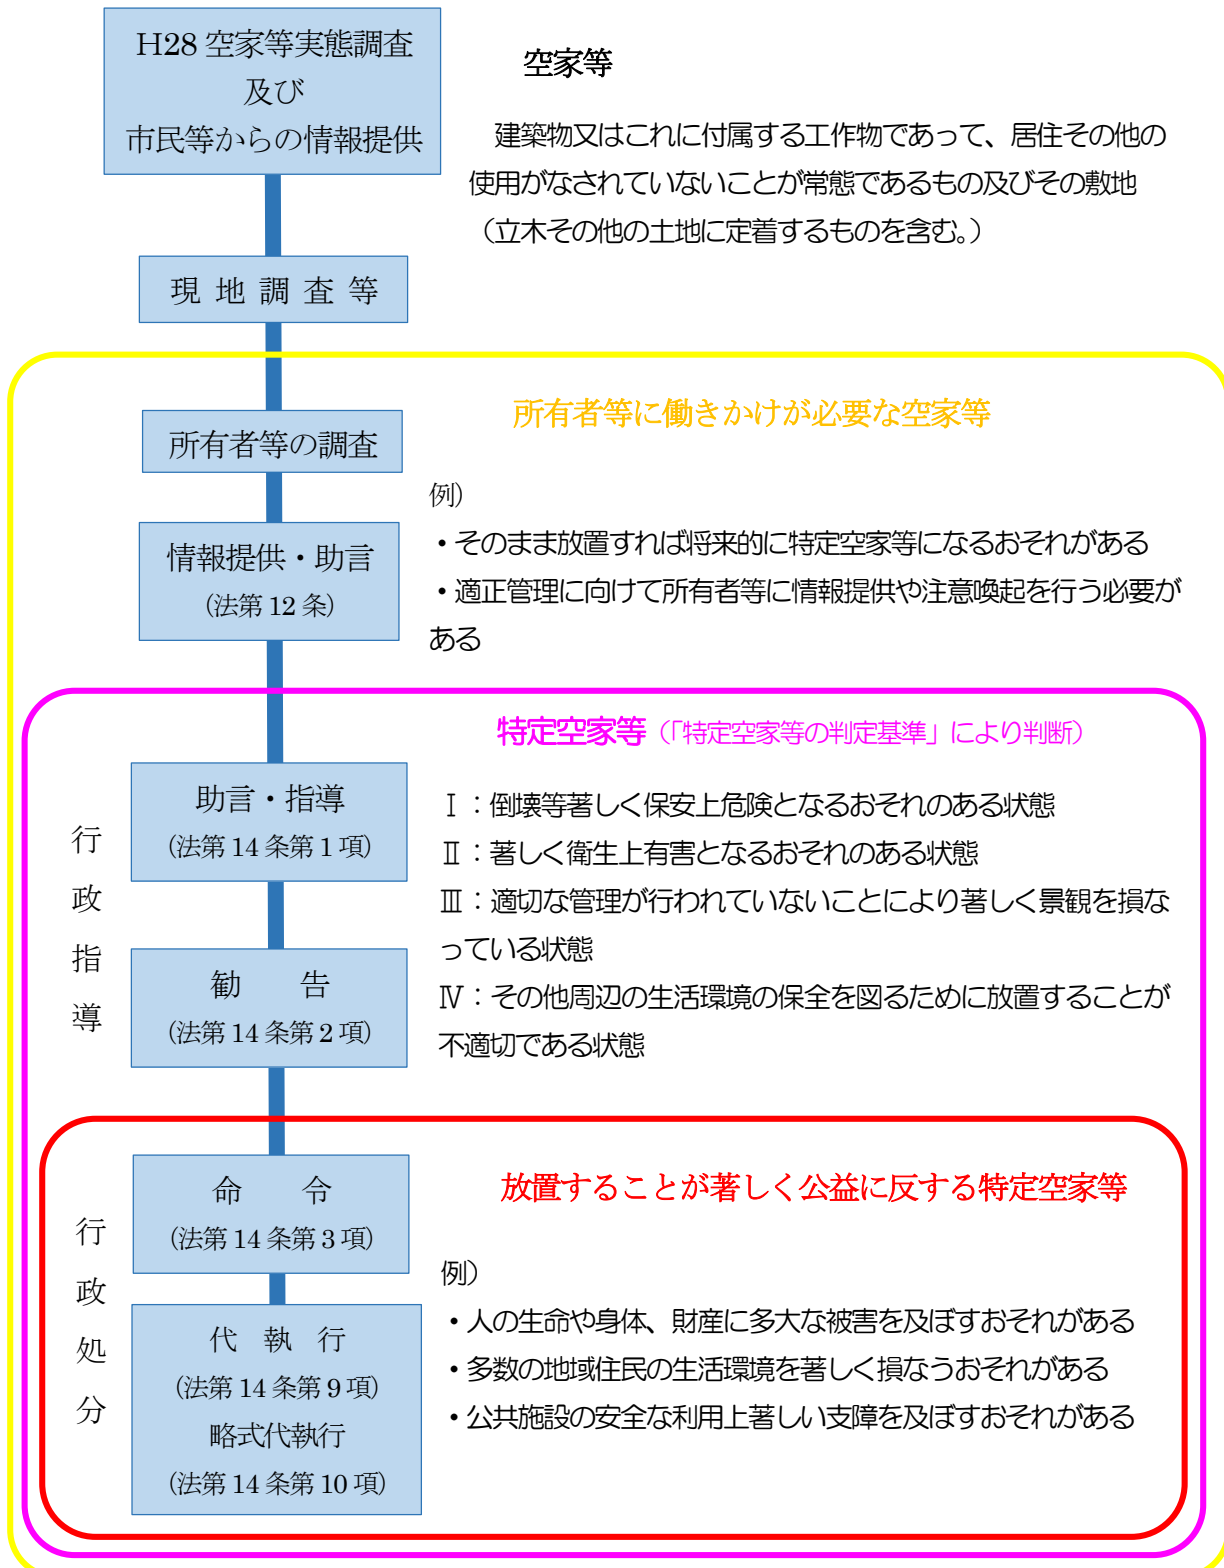 H28 空家等実態調査
及び
市民等からの情報提供
空家等
建築物又はこれに付属する工作物であって、居住その他の
使用がなされていないことが常態であるもの及びその敷地
（立木その他の土地に定着するものを含む。）
現地調査等
所有者等に働きかけが必要な空家等
所有者等の調査
例）
・そのまま放置すれば将来的に特定空家等になるおそれがある
・適正管理に向けて所有者等に情報提供や注意喚起を行う必要が
ある
情報提供・助言
（法第 12 条）
特定空家等（「特定空家等の判定基準」により判断）
行政指導
助言・指導
（法第 14 条第 1 項）
Ⅰ：倒壊等著しく保安上危険となるおそれのある状態
Ⅱ：著しく衛生上有害となるおそれのある状態
Ⅲ：適切な管理が行われていないことにより著しく景観を損な
っている状態
Ⅳ：その他周辺の生活環境の保全を図るために放置することが
不適切である状態
勧　告
（法第 14 条第 2 項）
放置することが著しく公益に反する特定空家等
行政処分
命　令
（法第 14 条第 3 項）
例）
・人の生命や身体、財産に多大な被害を及ぼすおそれがある
・多数の地域住民の生活環境を著しく損なうおそれがある
・公共施設の安全な利用上著しい支障を及ぼすおそれがある
代　執　行
（法第 14 条第 9 項）
略式代執行
（法第 14 条第 10 項）